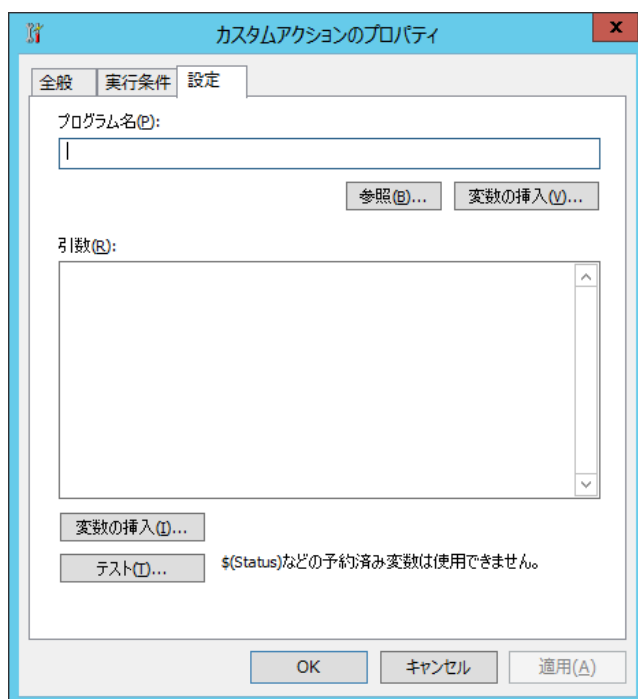 カスタムアクションのプロパティ
x
全般 実行条件 設定
プログラム名(P):
参照(B)... 変数の挿入(V)...
引数(R):
変数の挿入(I)...
テスト(T)... $(Status)などの予約済み変数は使用できません。
OK キャンセル 適用(A)